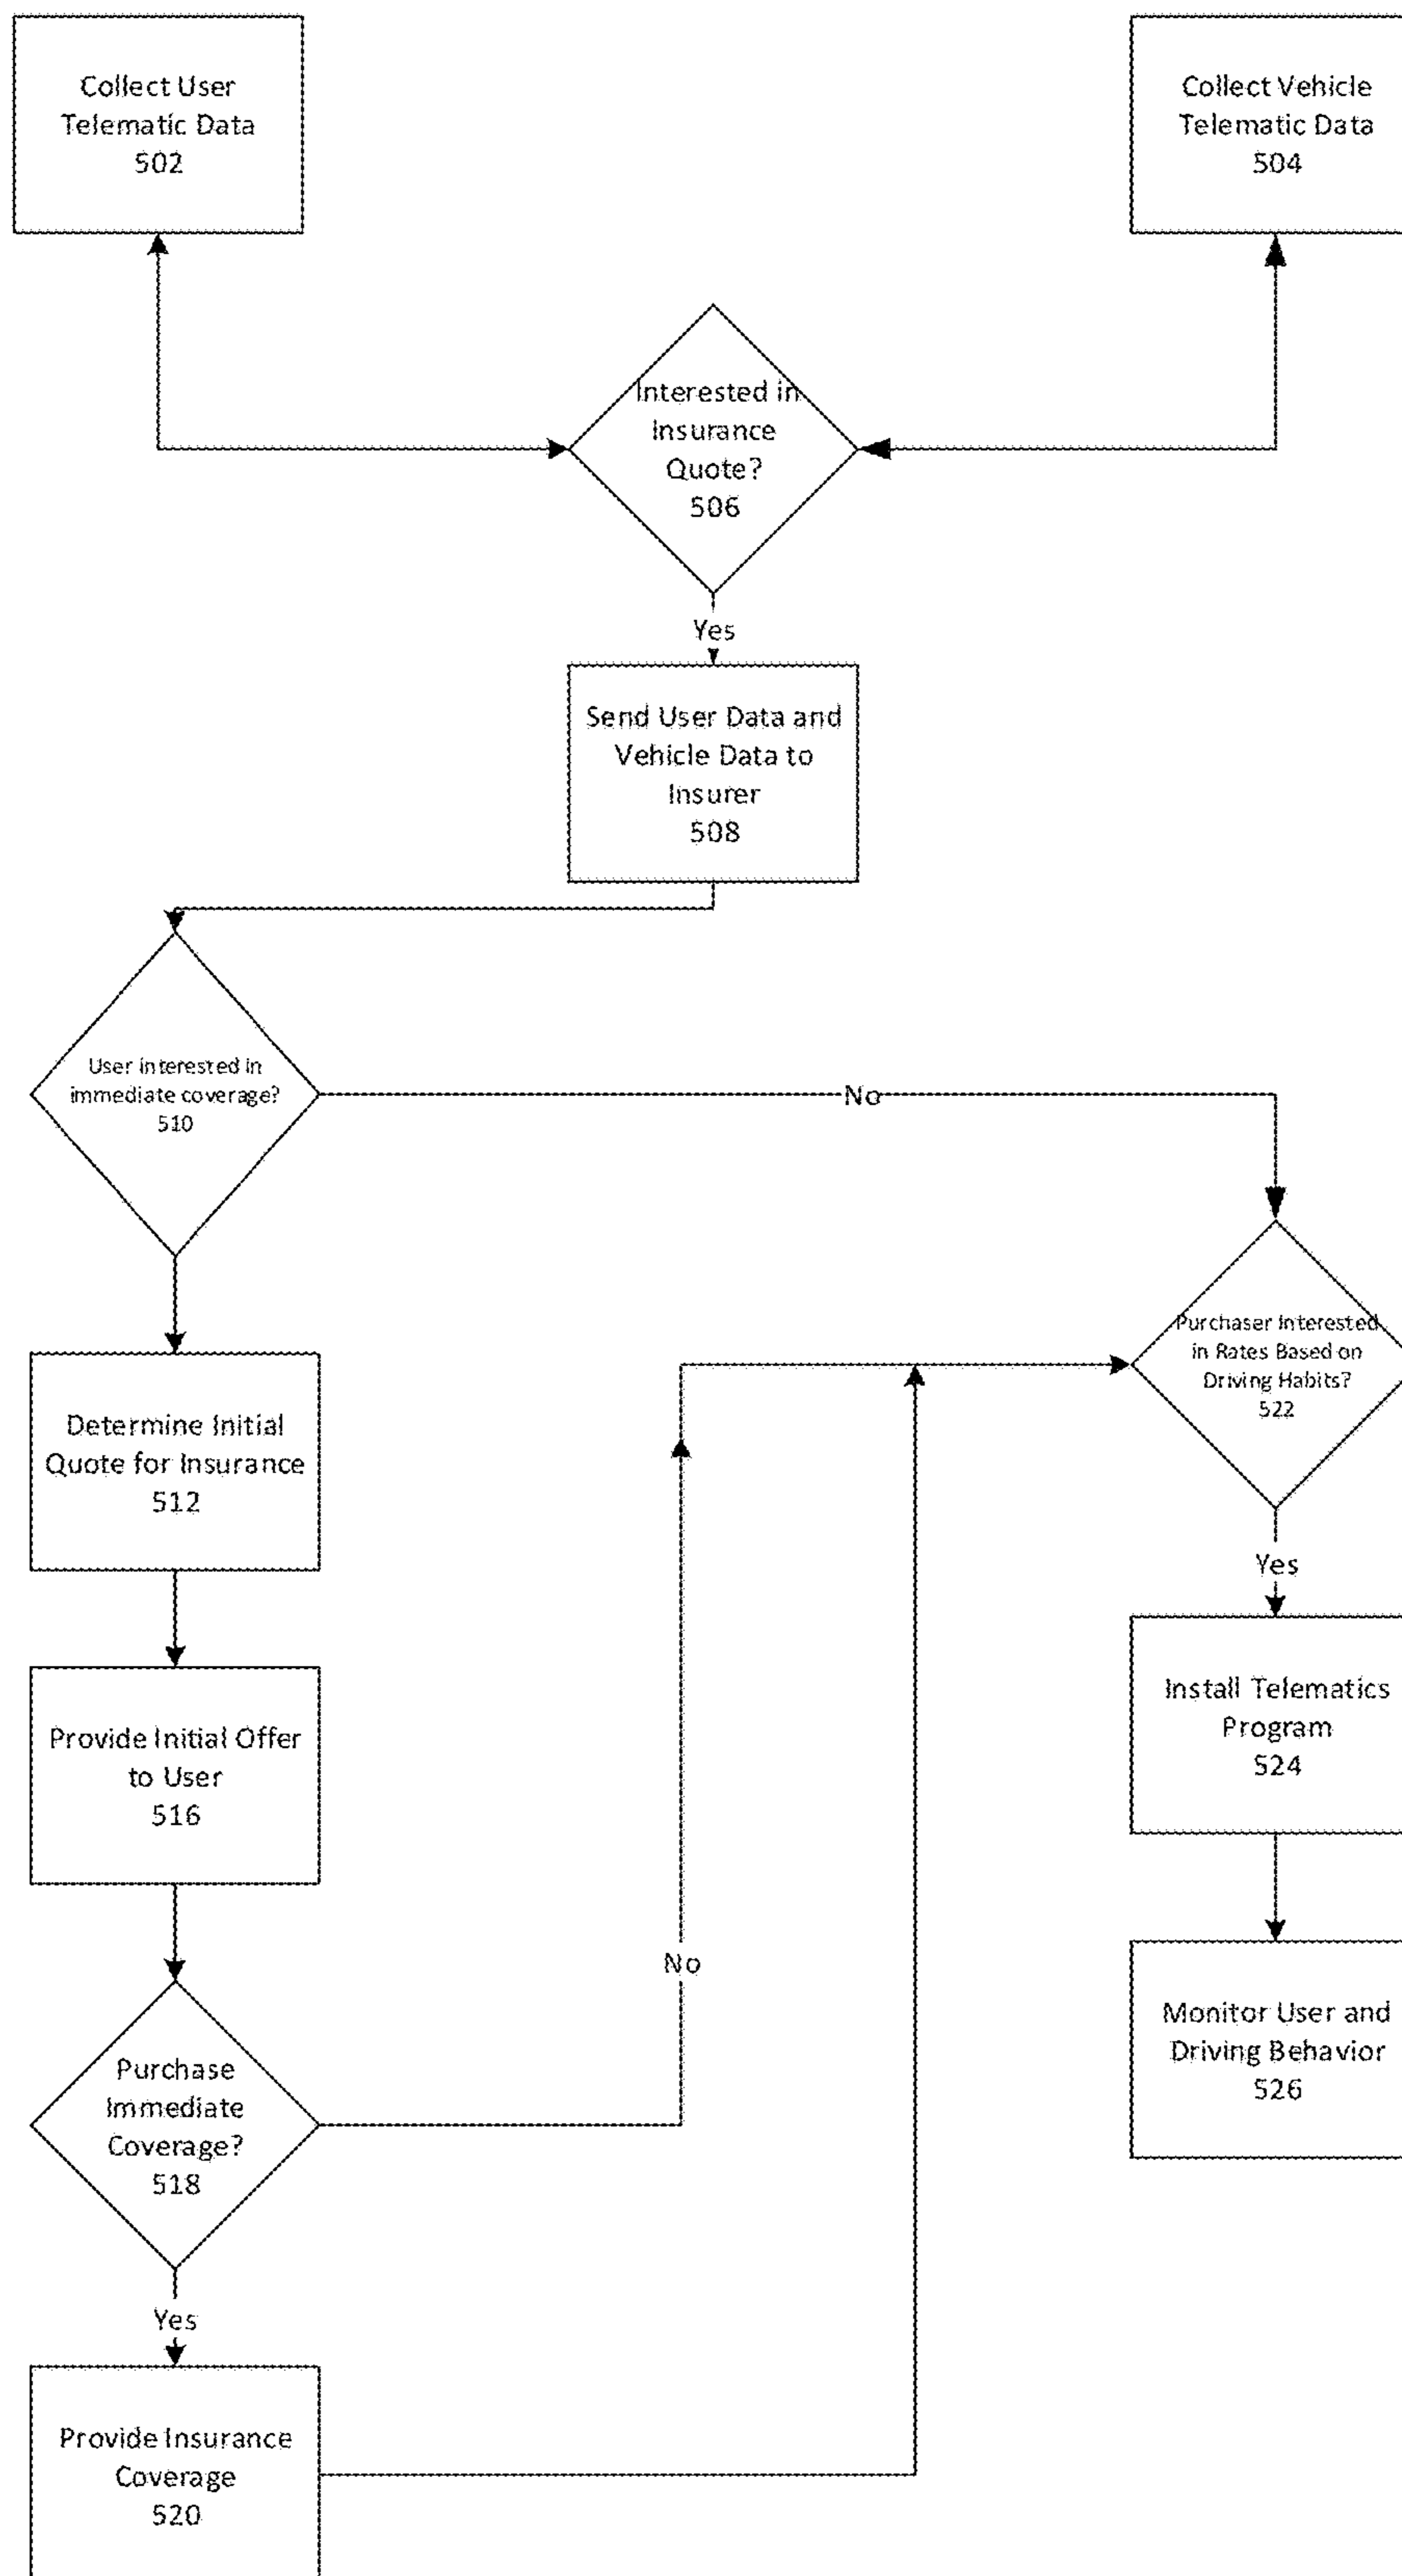 Collect User
Telematic Data
502
Collect Vehicle
Telematic Data
504
Interested in
Insurance
Quote?
506
Yes
Send User Data and
Vehicle Data to
Insurer
508
User interested in
immediate coverage?
510
No
Purchaser Interested
in Rates Based on
Driving Habits?
522
Determine Initial
Quote for Insurance
512
Yes
Install Telematics
Program
524
Provide Initial Offer
to User
516
No
Monitor User and
Driving Behavior
526
Purchase
Immediate
Coverage?
518
Yes
Provide Insurance
Coverage
520